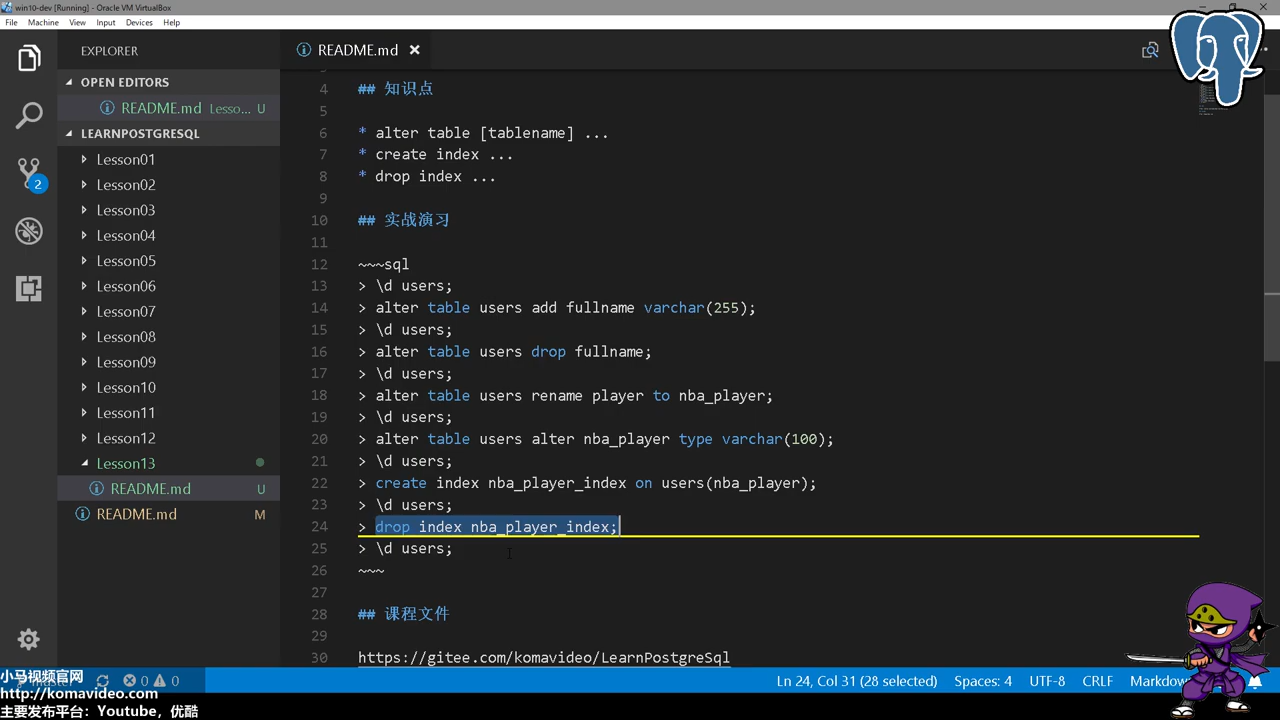 win10-dev [Running] - Oracle VM VirtualBox
File Machine View Input Devices Help
EXPLORER
README.md
OPEN EDITORS
README.md Lesso... U
LEARNPOSTGRESQL
Lesson01
Lesson02
Lesson03
Lesson04
Lesson05
Lesson06
Lesson07
Lesson08
Lesson09
Lesson10
Lesson11
Lesson12
Lesson13
README.md U
README.md M
2
4 ## 知识点
5
6 * alter table [tablename] ...
7 * create index ...
8 * drop index ...
9
10 ## 实战演习
11
12 ~~~sql
13 > \d users;
14 > alter table users add fullname varchar(255);
15 > \d users;
16 > alter table users drop fullname;
17 > \d users;
18 > alter table users rename player to nba_player;
19 > \d users;
20 > alter table users alter nba_player type varchar(100);
21 > \d users;
22 > create index nba_player_index on users(nba_player);
23 > \d users;
24 > drop index nba_player_index;
25 > \d users;
26 ~~~
27
28 ## 课程文件
29
30 https://gitee.com/komavideo/LearnPostgreSql
小马视频官网
http://komavideo.com
主要发布平台：Youtube，优酷
0 0
Ln 24, Col 31 (28 selected) Spaces: 4 UTF-8 CRLF